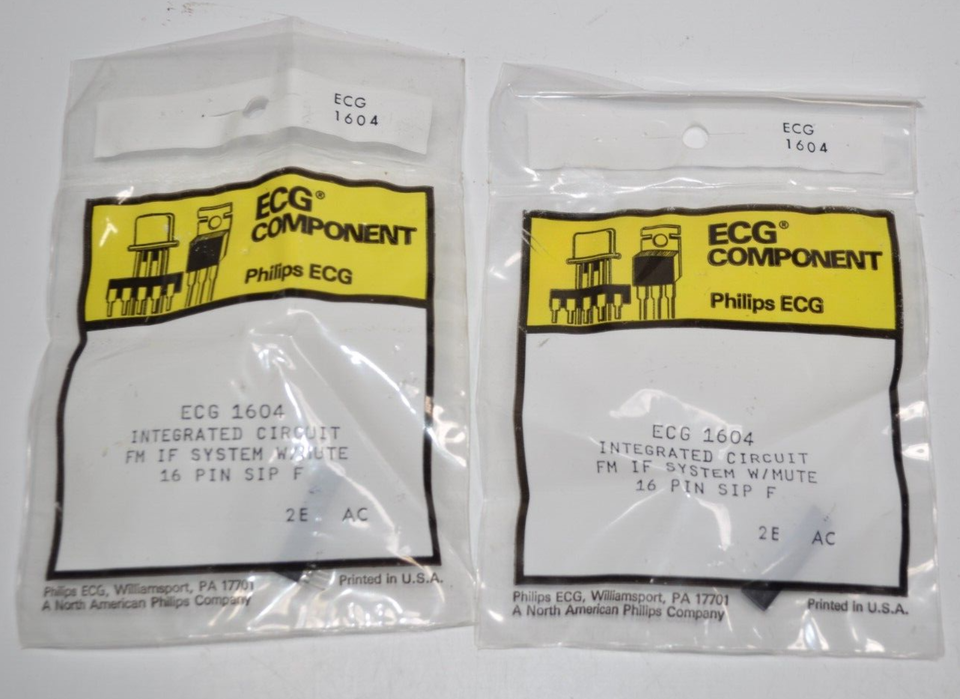 ECG
1604
ECG®
COMPONENT
Philips ECG
ECG 1604
INTEGRATED CIRCUIT
FM IF SYSTEM W/MUTE
16 PIN SIP F
2E AC
Philips ECG, Williamsport, PA 17701
A North American Philips Company
Printed in U.S.A.
ECG
1604
ECG®
COMPONENT
Philips ECG
ECG 1604
INTEGRATED CIRCUIT
FM IF SYSTEM W/MUTE
16 PIN SIP F
2E AC
Philips ECG, Williamsport, PA 17701
A North American Philips Company
Printed in U.S.A.